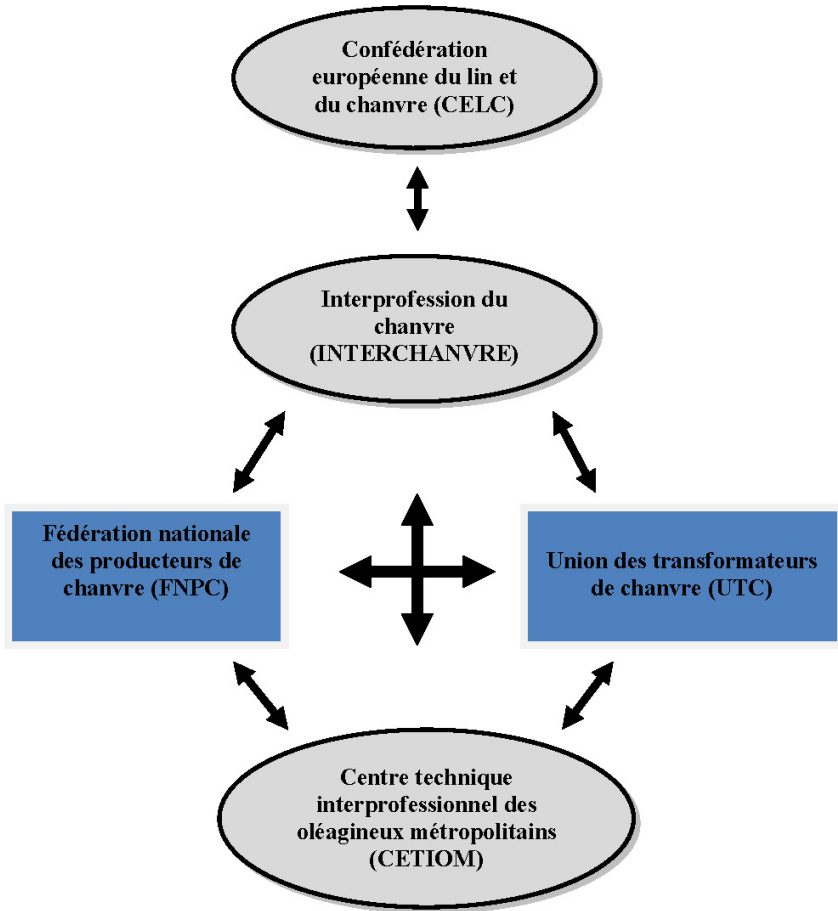 Confédération
européenne du lin et
du chanvre (CELC)
Interprofession du
chanvre
(INTERCHANVRE)
Fédération nationale
des producteurs de
chanvre (FNPC)
Union des transformateurs
de chanvre (UTC)
Centre technique
interprofessionnel des
oléagineux métropolitains
(CETIOM)